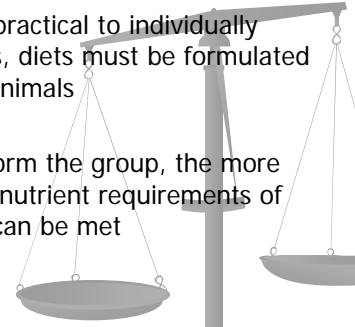 practical to individually
s, diets must be formulated
nimals
orm the group, the more
nutrient requirements of
can be met